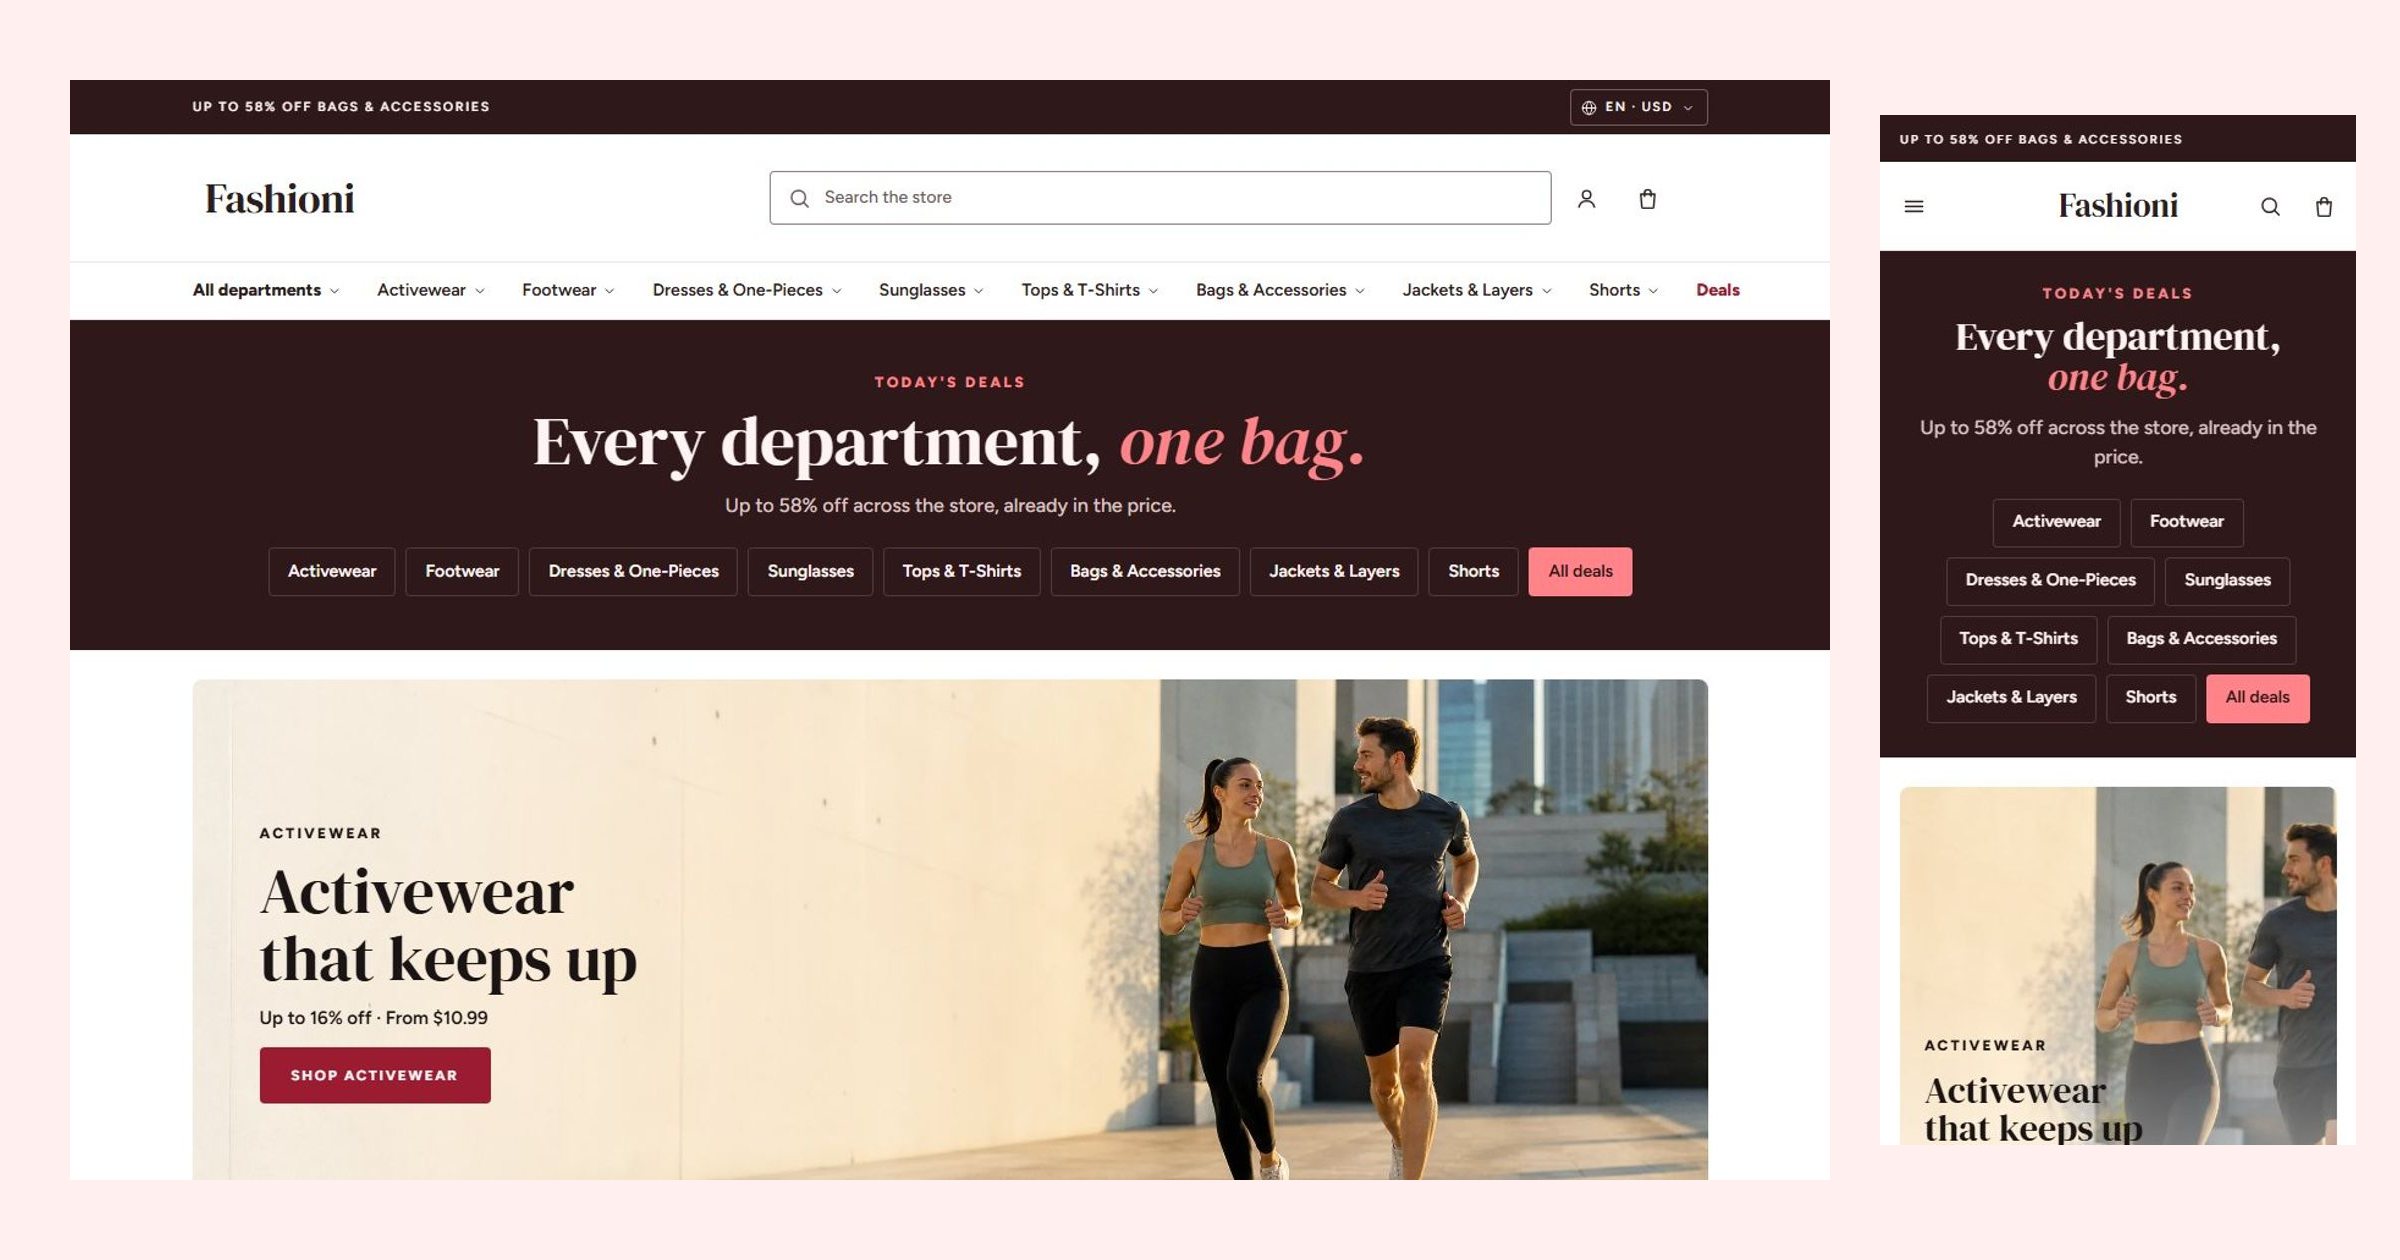 UP TO 58% OFF BAGS & ACCESSORIES
EN · USD
Fashioni
Search the store
All departments Activewear Footwear Dresses & One-Pieces Sunglasses Tops & T-Shirts Bags & Accessories Jackets & Layers Shorts Deals
TODAY'S DEALS
Every department, one bag.
Up to 58% off across the store, already in the price.
Activewear Footwear Dresses & One-Pieces Sunglasses Tops & T-Shirts Bags & Accessories Jackets & Layers Shorts All deals
ACTIVEWEAR
Activewear
that keeps up
Up to 16% off · From $10.99
SHOP ACTIVEWEAR
UP TO 58% OFF BAGS & ACCESSORIES
Fashioni
TODAY'S DEALS
Every department,
one bag.
Up to 58% off across the store, already in the
price.
Activewear Footwear
Dresses & One-Pieces Sunglasses
Tops & T-Shirts Bags & Accessories
Jackets & Layers Shorts All deals
ACTIVEWEAR
Activewear
that keeps up